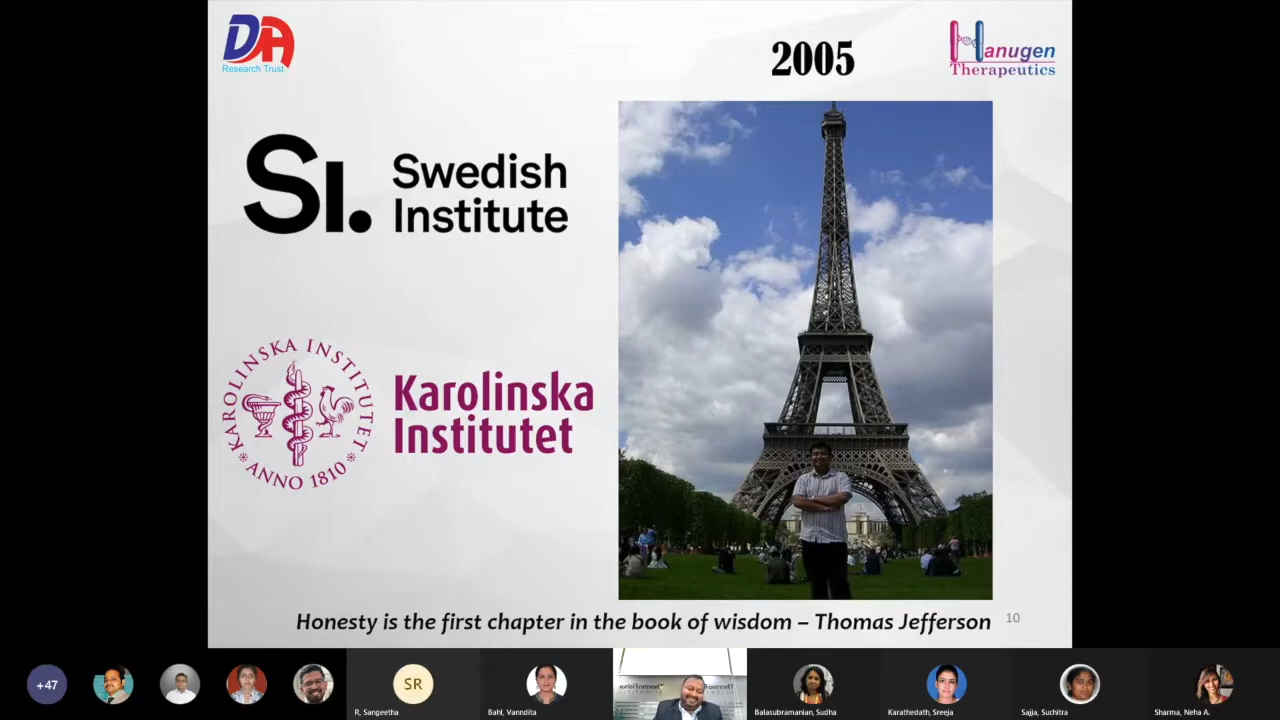 DA
Research Trust
2005
Hanugen
Therapeutics
SI.
Swedish
Institute
KAROLINSKA INSTITUTET
ANNO 1810
Karolinska
Institutet
Honesty is the first chapter in the book of wisdom – Thomas Jefferson
10
+47
SR
R, Sangeetha
Bahl, Vanndita
Balasubramanian, Sudha
Karathedath, Sreeja
Sajja, Suchitra
Sharma, Neha A.